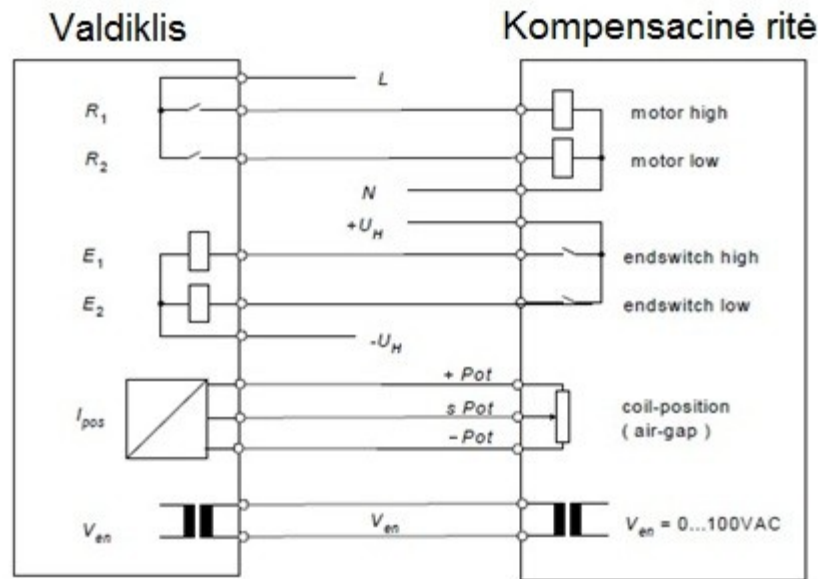 Valdiklis
Kompensacinė ritė
L
R1
motor high
R2
motor low
N
+UH
E1
endswitch high
E2
endswitch low
-UH
+ Pot
Ipos
s Pot
coil-position
( air-gap )
– Pot
Ven
Ven
Ven = 0...100VAC